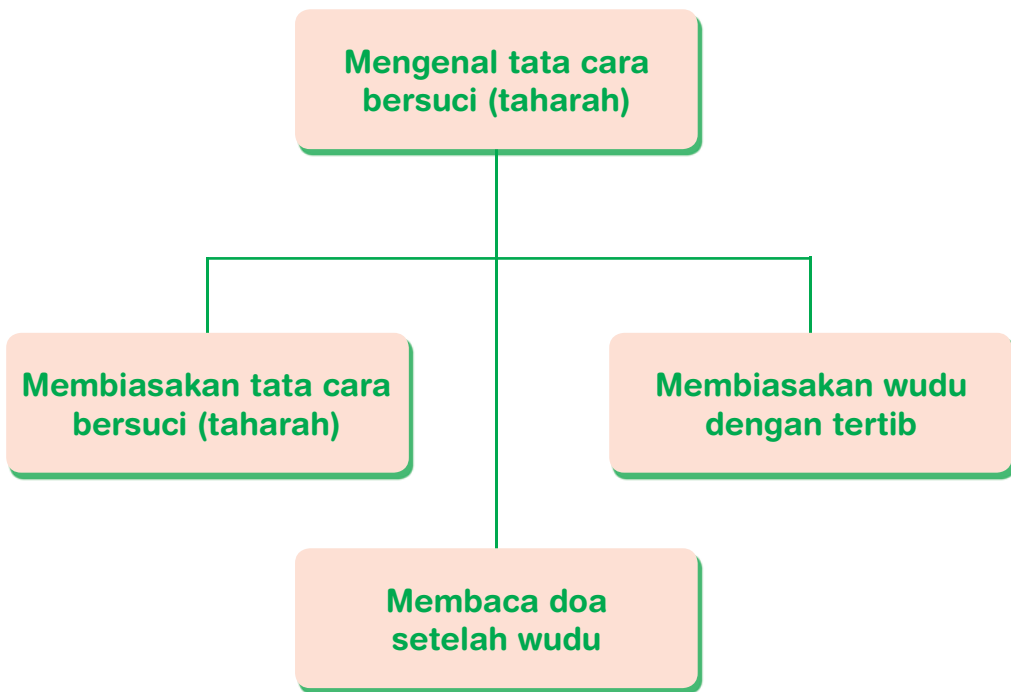 Mengenal tata cara
bersuci (taharah)
Membiasakan tata cara
bersuci (taharah)
Membiasakan wudu
dengan tertib
Membaca doa
setelah wudu